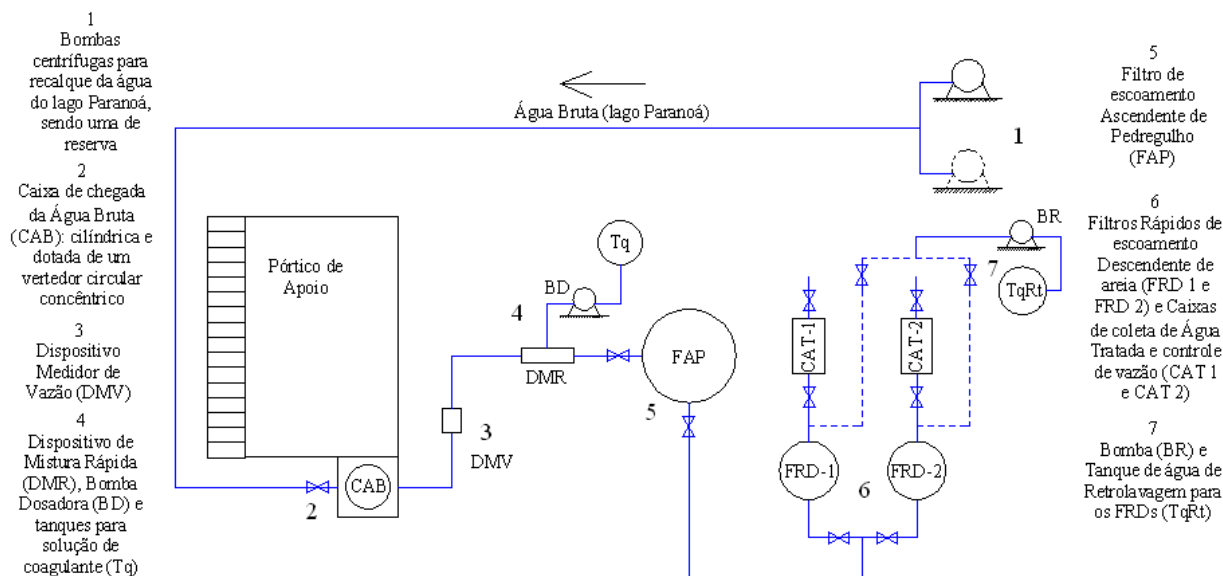 1
Bombas
centrífugas para
recalque da água
do lago Paranoá,
sendo uma de
reserva
2
Caixa de chegada
da Água Bruta
(CAB): cilíndrica e
dotada de um
vertedor circular
concêntrico
3
Dispositivo
Medidor de
Vazão (DMV)
4
Dispositivo de
Mistura Rápida
(DMR), Bomba
Dosadora (BD) e
tanques para
solução de
coagulante (Tq)
Água Bruta (lago Paranoá)
1
Pórtico de
Apoio
CAB
2
3
DMV
4
BD
Tq
DMR
FAP
5
CAT-1
CAT-2
FRD-1
FRD-2
6
BR
7
TqRt
5
Filtro de
escoamento
Ascendente de
Pedregulho
(FAP)
6
Filtros Rápidos de
escoamento
Descendente de
areia (FRD 1 e
FRD 2) e Caixas
de coleta de Água
Tratada e controle
de vazão (CAT 1
e CAT 2)
7
Bomba (BR) e
Tanque de água de
Retrolavagem para
os FRDs (TqRt)